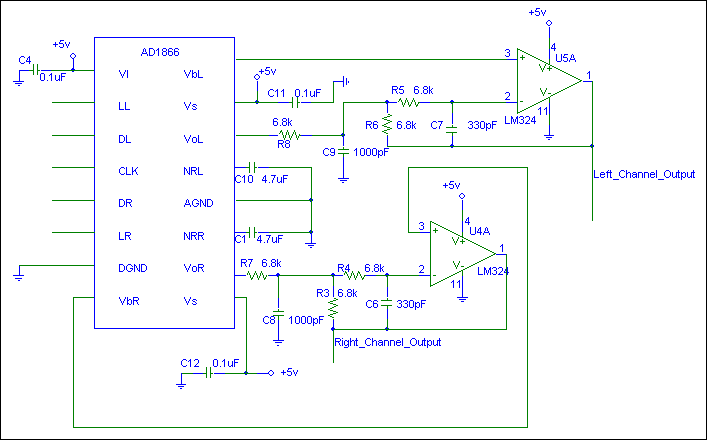 +5v
+5v
C4
AD1866
3
4
U5A
0.1uF
VI
VbL
+5v
+
V+
1
C11
0.1uF
R5
6.8k
2
-
V-
LL
Vs
6.8k
11
LM324
DL
VoL
R8
R6
6.8k
C7
330pF
C9
1000pF
CLK
NRL
C10
4.7uF
Left_Channel_Output
+5v
DR
AGND
3
4
U4A
LR
NRR
C1
4.7uF
+
V+
1
DGND
VoR
R7
6.8k
R4
6.8k
2
-
V-
LM324
11
VbR
Vs
R3
6.8k
C6
330pF
C8
1000pF
Right_Channel_Output
C12
0.1uF
+5v